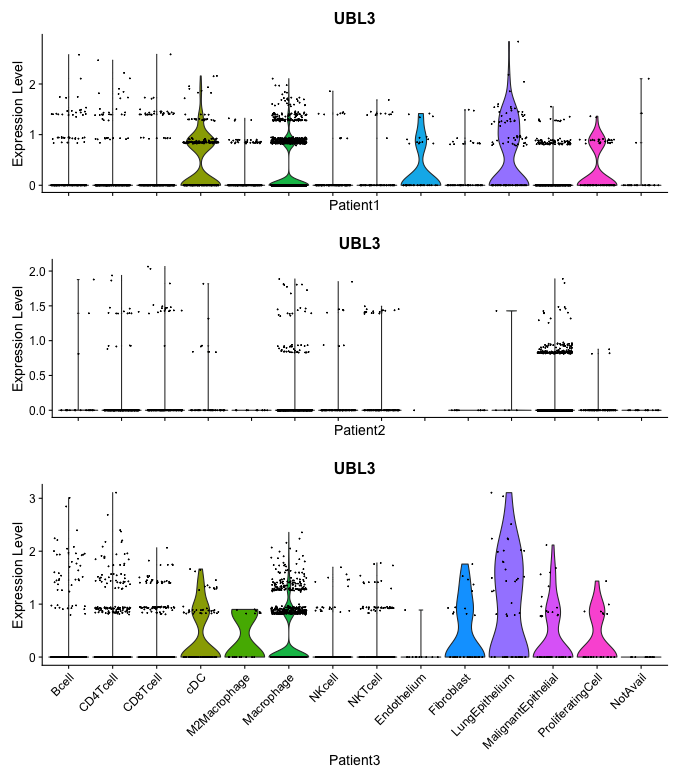 UBL3
Expression Level
2
1
0
Patient1
UBL3
Expression Level
2.0
1.5
1.0
0.5
0.0
Patient2
UBL3
Expression Level
3
2
1
0
Bcell
CD4Tcell
CD8Tcell
cDC
M2Macrophage
Macrophage
NKcell
NKTcell
Endothelium
Fibroblast
LungEpithelium
MalignantEpithelial
ProliferatingCell
NotAvail
Patient3